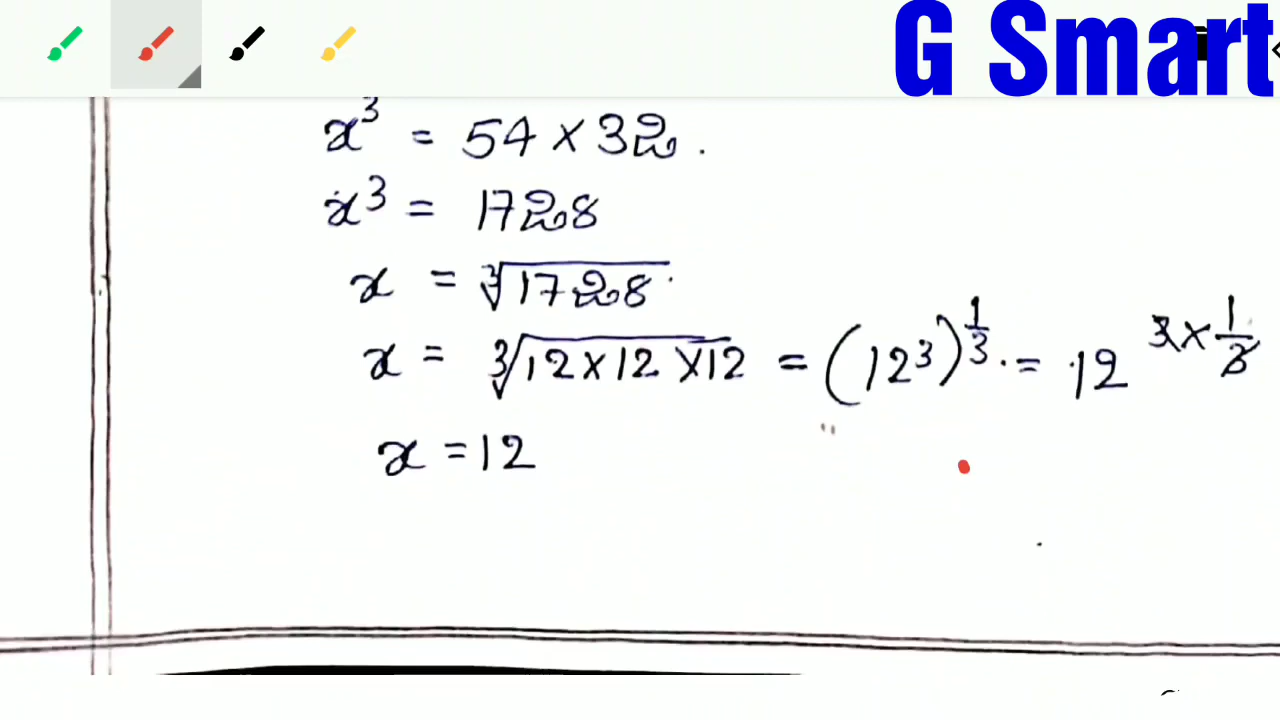 G Smart
x³ = 54 × 32 .
x³ = 1728
x = ∛1728
x = ∛12×12×12 = (12³)^1/3 . = 12^3×1/3
x = 12